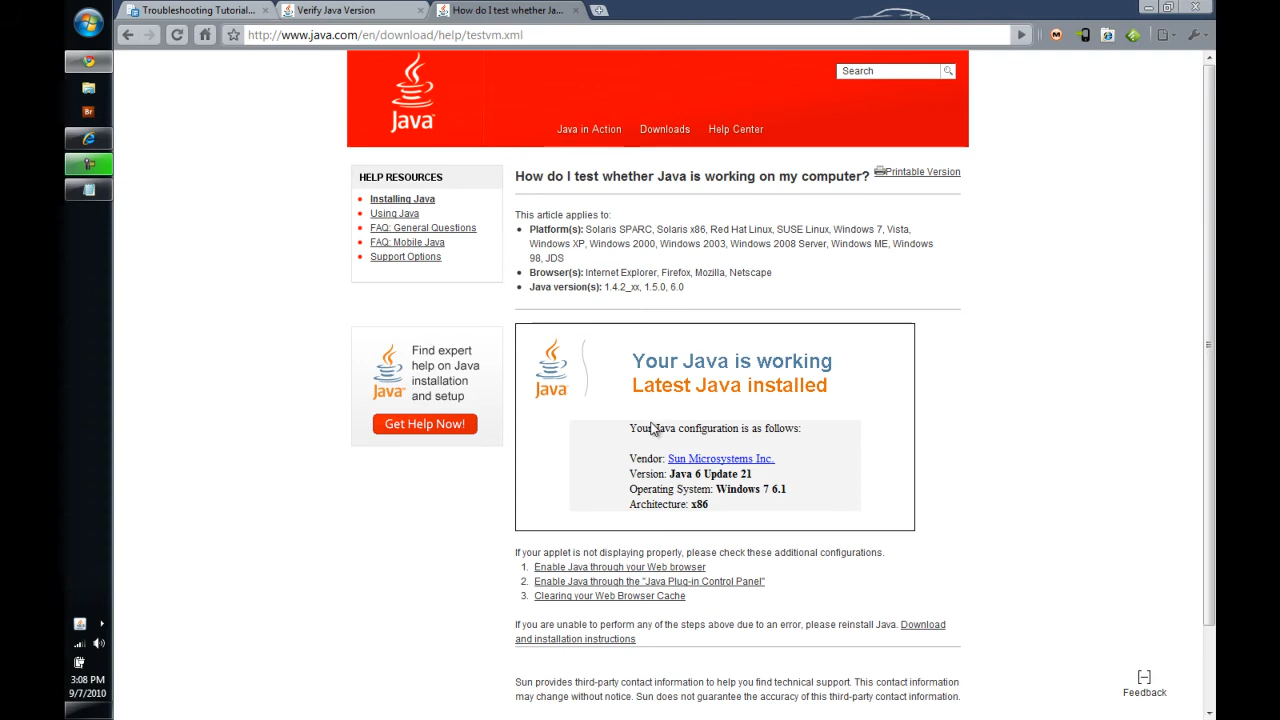 Troubleshooting Tutorial...
Verify Java Version
How do I test whether Ja...
http://www.java.com/en/download/help/testvm.xml
Search
Java
Java in Action
Downloads
Help Center
HELP RESOURCES
Installing Java
Using Java
FAQ: General Questions
FAQ: Mobile Java
Support Options
Find expert
help on Java
installation
and setup
Java
Get Help Now!
How do I test whether Java is working on my computer?
Printable Version
This article applies to:
Platform(s): Solaris SPARC, Solaris x86, Red Hat Linux, SUSE Linux, Windows 7, Vista,
Windows XP, Windows 2000, Windows 2003, Windows 2008 Server, Windows ME, Windows
98, JDS
Browser(s): Internet Explorer, Firefox, Mozilla, Netscape
Java version(s): 1.4.2_xx, 1.5.0, 6.0
Java
Your Java is working
Latest Java installed
Your Java configuration is as follows:
Vendor: Sun Microsystems Inc.
Version: Java 6 Update 21
Operating System: Windows 7 6.1
Architecture: x86
If your applet is not displaying properly, please check these additional configurations.
1. Enable Java through your Web browser
2. Enable Java through the "Java Plug-in Control Panel"
3. Clearing your Web Browser Cache
If you are unable to perform any of the steps above due to an error, please reinstall Java. Download
and installation instructions
Sun provides third-party contact information to help you find technical support. This contact information
may change without notice. Sun does not guarantee the accuracy of this third-party contact information.
[-]
Feedback
Br
3:08 PM
9/7/2010